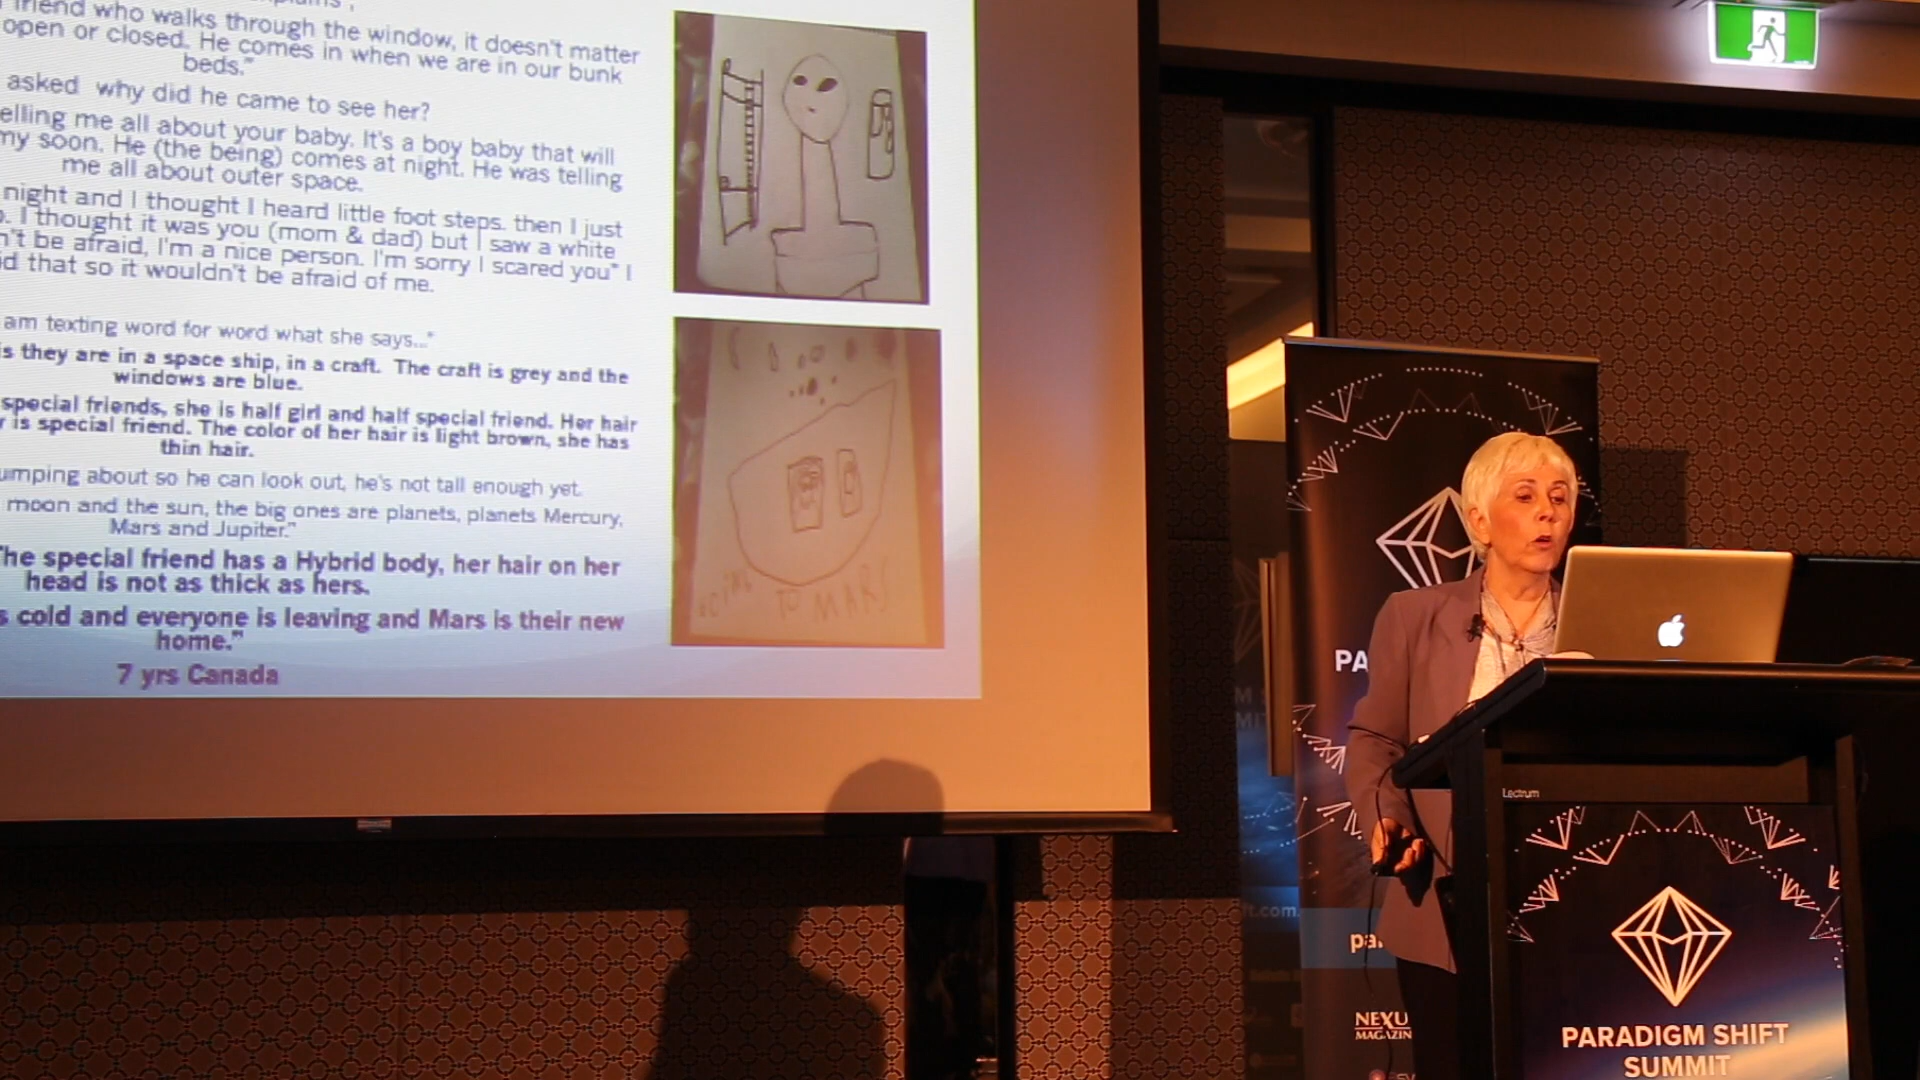 friend who walks through the window, it doesn't matter
open or closed. He comes in when we are in our bunk
beds."
asked why did he came to see her?
elling me all about your baby. It's a boy baby that will
my soon. He (the being) comes at night. He was telling
me all about outer space.
night and I thought I heard little foot steps. then I just
. I thought it was you (mom & dad) but I saw a white
n't be afraid, I'm a nice person. I'm sorry I scared you" I
id that so it wouldn't be afraid of me.
am texting word for word what she says..."
is they are in a space ship, in a craft. The craft is grey and the
windows are blue.
special friends, she is half girl and half special friend. Her hair
r is special friend. The color of her hair is light brown, she has
thin hair.
umping about so he can look out, he's not tall enough yet.
moon and the sun, the big ones are planets, planets Mercury,
Mars and Jupiter."
The special friend has a Hybrid body, her hair on her
head is not as thick as hers.
s cold and everyone is leaving and Mars is their new
home."
7 yrs Canada
TO MARS
PA
NEXU
MAGAZIN
Lectrum
PARADIGM SHIFT
SUMMIT